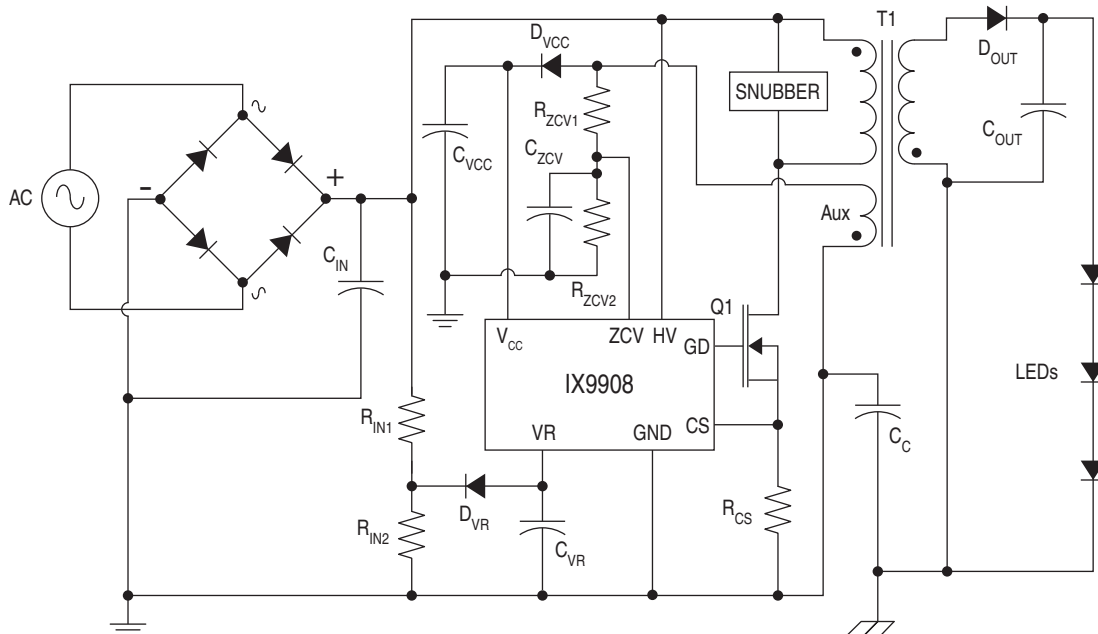 T1
D_VCC
D_OUT
SNUBBER
R_ZCV1
C_OUT
C_VCC
C_ZCV
AC
-
+
Aux
C_IN
R_ZCV2
Q1
V_CC
ZCV
HV
GD
IX9908
LEDs
R_IN1
VR
GND
CS
C_C
D_VR
R_CS
R_IN2
C_VR